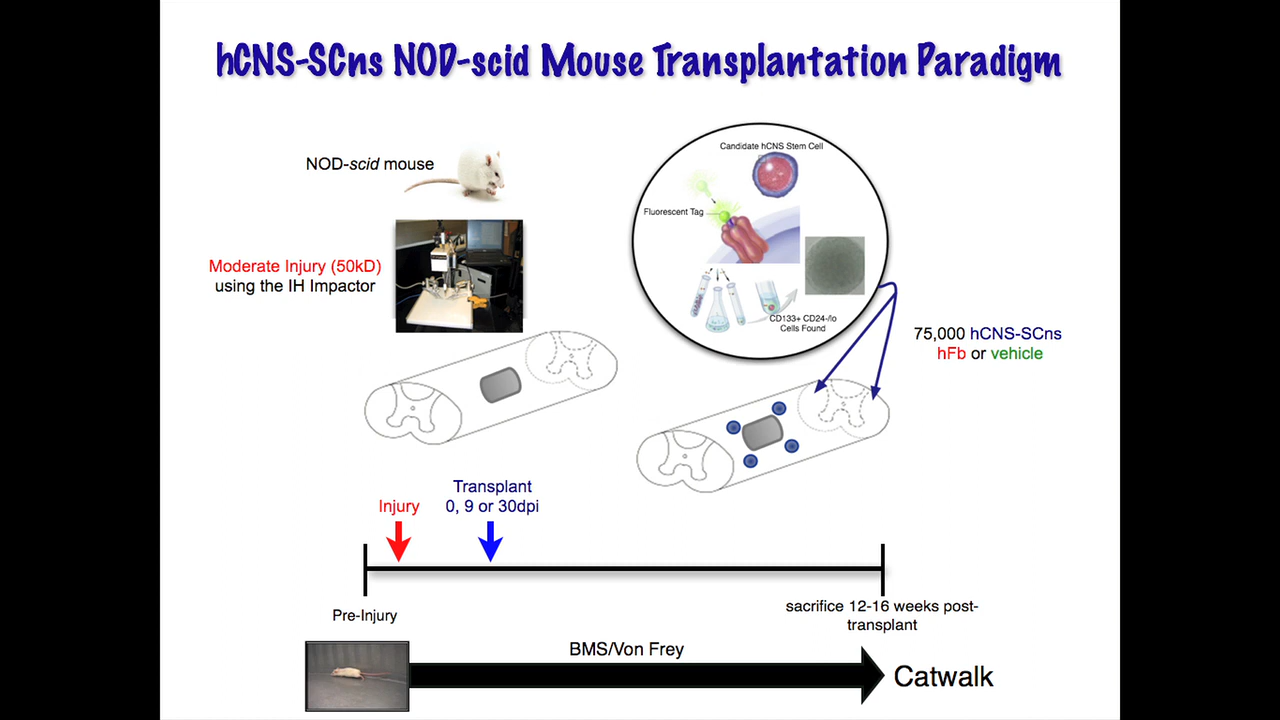 hCNS-SCns NOD-scid Mouse Transplantation Paradigm
NOD-scid mouse
Moderate Injury (50kD)
using the IH Impactor
Candidate hCNS Stem Cell
Fluorescent Tag
CD133+ CD24-/lo
Cells Found
75,000 hCNS-SCns
hFb or vehicle
Injury
Transplant
0, 9 or 30dpi
Pre-Injury
sacrifice 12-16 weeks post-
transplant
BMS/Von Frey
Catwalk